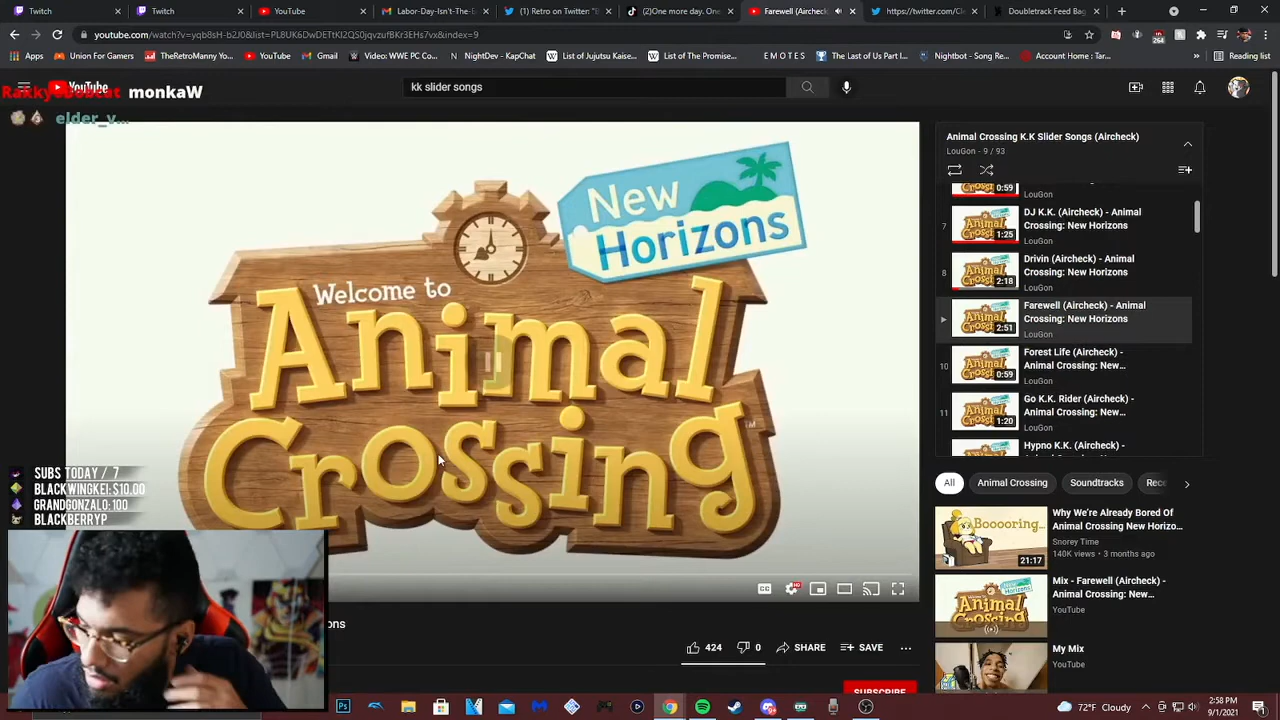 Twitch
Twitch
YouTube
Labor-Day-Isn't-The-E
(1) Retro on Twitter "B
(2)One more day. One
Farewell (Aircheck
https://twitter.com/Cl
Doubletrack Feed Bag
youtube.com/watch?v=yqb8sH-b2J0&list=PL8UK6DwDETtKI2QS0jqvzufBKr3EHs7vx&index=9
Apps
Union For Gamers
TheRetroManny Yo...
YouTube
Gmail
Video Game Comp...
NightDev - KapChat
List of Jujutsu Kaise...
List of The Prometi...
E M O T E S
The Last of Us Part...
Nightbot - Song Re...
Account Home : Tar...
Reading list
YouTube
kk slider songs
monkaW
elder_v...
New
Horizons
Welcome to
Animal
Crossing
TM
SUBS TODAY / 7
BLACKWINGKEI: $10.00
GRANDGONZALO: 100
BLACKBERRYP
HD
ons
424
0
SHARE
SAVE
SUBSCRIBE
Animal Crossing K.K Slider Songs (Aircheck)
LouGon - 9 / 93
0:59
LouGon
7
1:25
DJ K.K. (Aircheck) - Animal
Crossing: New Horizons
LouGon
8
2:18
Drivin (Aircheck) - Animal
Crossing: New Horizons
LouGon
2:51
Farewell (Aircheck) - Animal
Crossing: New Horizons
LouGon
10
0:59
Forest Life (Aircheck) -
Animal Crossing: New...
LouGon
11
1:20
Go K.K. Rider (Aircheck) -
Animal Crossing: New...
LouGon
Hypno K.K. (Aircheck) -
All
Animal Crossing
Soundtracks
Rece
Booooring...
21:17
Why We're Already Bored Of
Animal Crossing New Horizo...
Snorey Time
140K views • 3 months ago
Mix - Farewell (Aircheck) -
Animal Crossing: New...
YouTube
My Mix
YouTube
77°F Cloudy
2:58 PM
9/1/2021